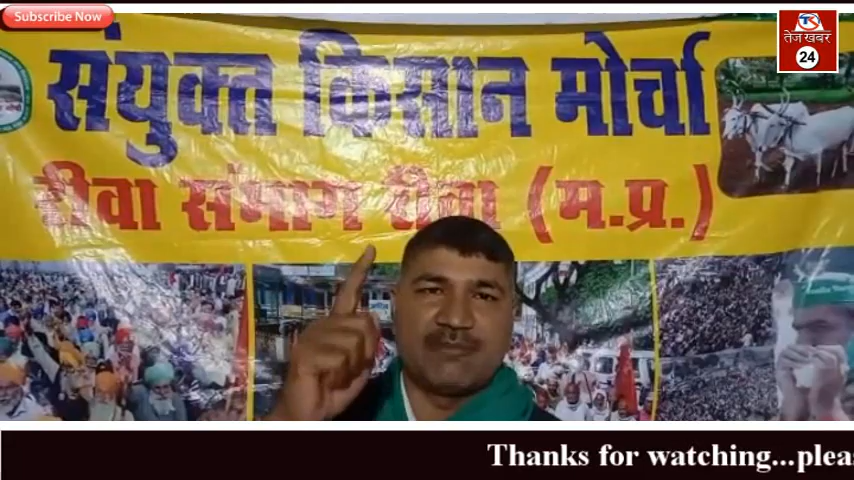 Subscribe Now
तेज खबर
24
संयुक्त किसान मोर्चा
रीवा संभाग रीवा (म.प्र.)
Thanks for watching...plea